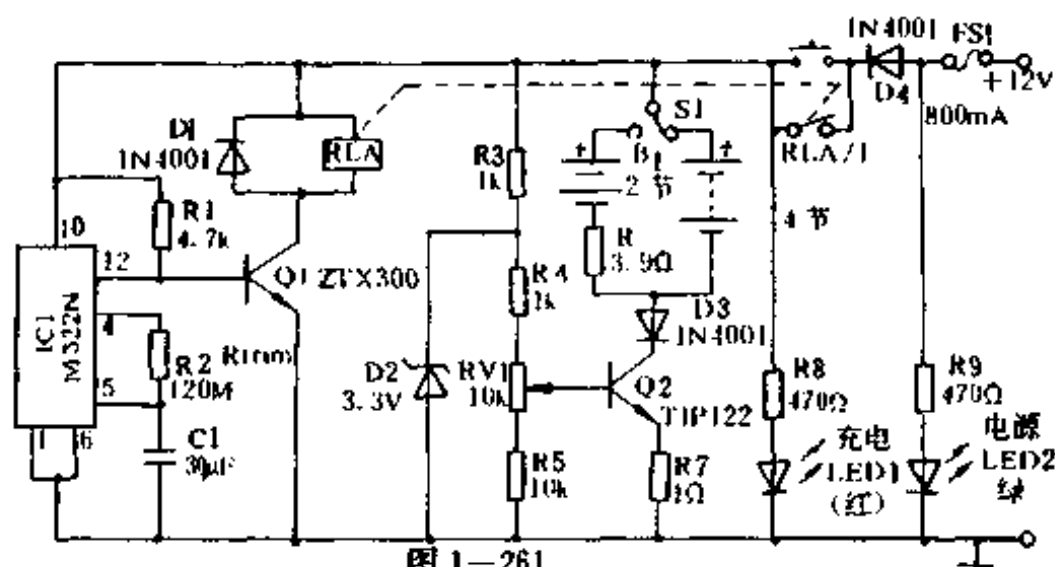 1N4001
FS1
+12V
D4
800mA
S1
D1
1N4001
RLA
RLA/1
R3
1k
B1
2节
4节
R1
4.7k
10
12
R
3.9Ω
Q1
ZTX300
R4
1k
D3
1N4001
IC1
4
R2
120M
5
D2
3.3V
RV1
10k
Q2
TIP122
R8
470Ω
R9
470Ω
1
6
C1
30μF
R5
10k
R7
1Ω
充电
LED1
(红)
电源
LED2
绿
图 1—261